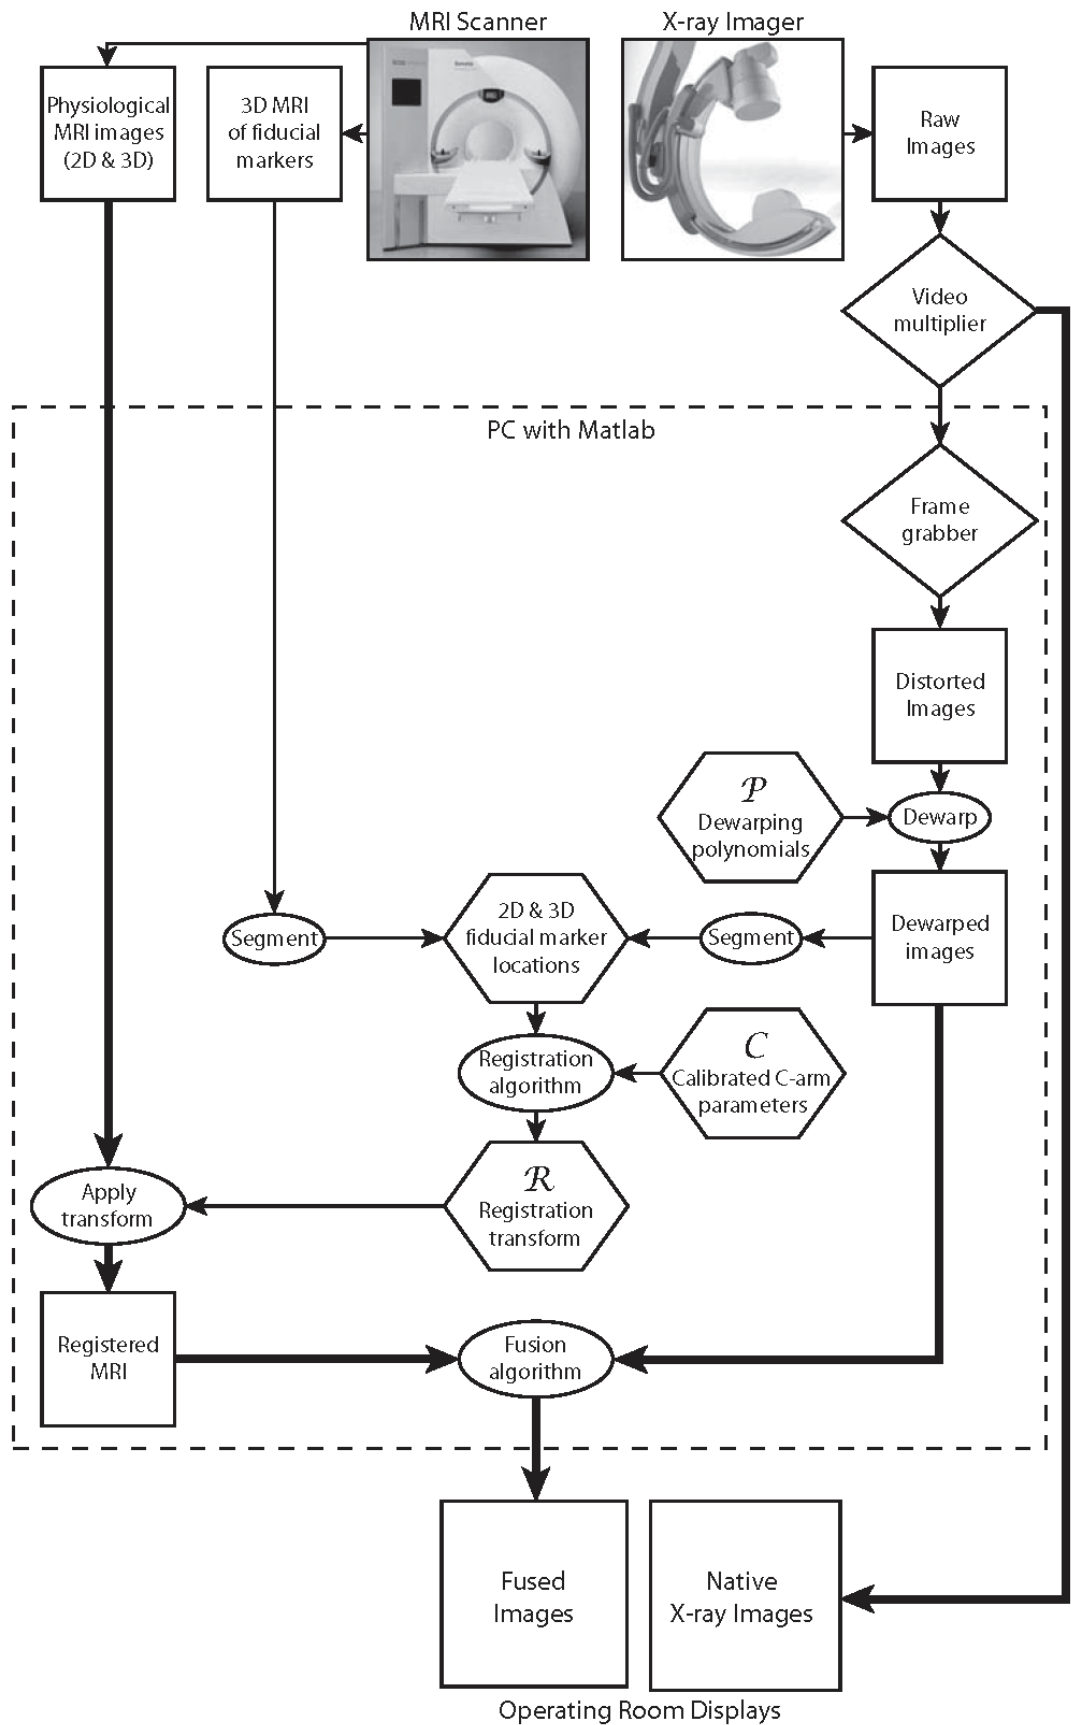 MRI Scanner
X-ray Imager
Physiological
MRI images
(2D & 3D)
3D MRI
of fiducial
markers
Raw
Images
Video
multiplier
PC with Matlab
Frame
grabber
Distorted
Images
P
Dewarping
polynomials
Dewarp
Segment
2D & 3D
fiducial marker
locations
Segment
Dewarped
images
Registration
algorithm
C
Calibrated C-arm
parameters
Apply
transform
R
Registration
transform
Registered
MRI
Fusion
algorithm
Fused
Images
Native
X-ray Images
Operating Room Displays